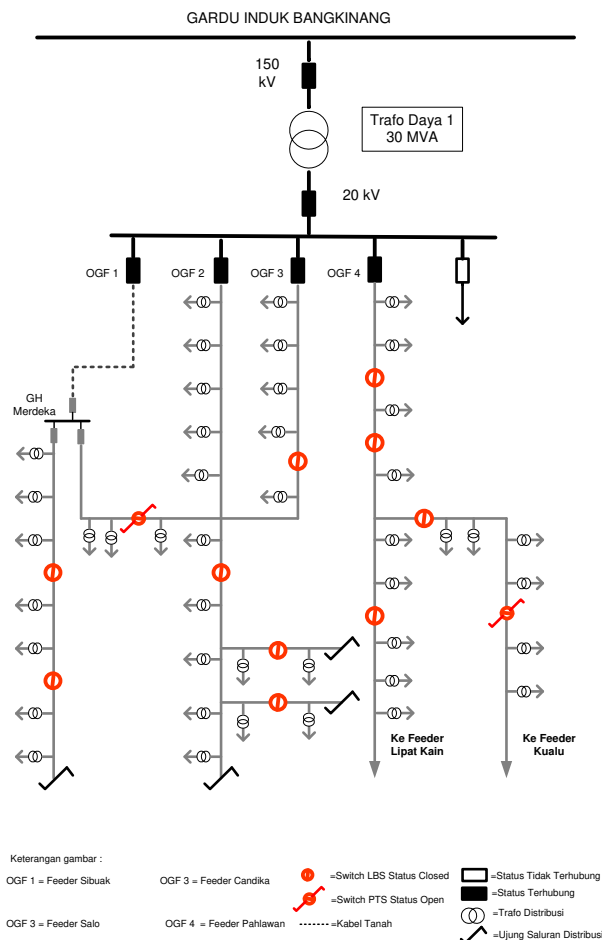 GARDU INDUK BANGKINANG
150
kV
Trafo Daya 1
30 MVA
20 kV
OGF 1
OGF 2
OGF 3
OGF 4
GH
Merdeka
Ke Feeder
Lipat Kain
Ke Feeder
Kualu
Keterangan gambar :
OGF 1 = Feeder Sibuak
OGF 3 = Feeder Candika
=Switch LBS Status Closed
=Status Tidak Terhubung
=Status Terhubung
=Switch PTS Status Open
=Trafo Distribusi
OGF 3 = Feeder Salo
OGF 4 = Feeder Pahlawan
=Kabel Tanah
=Ujung Saluran Distribusi